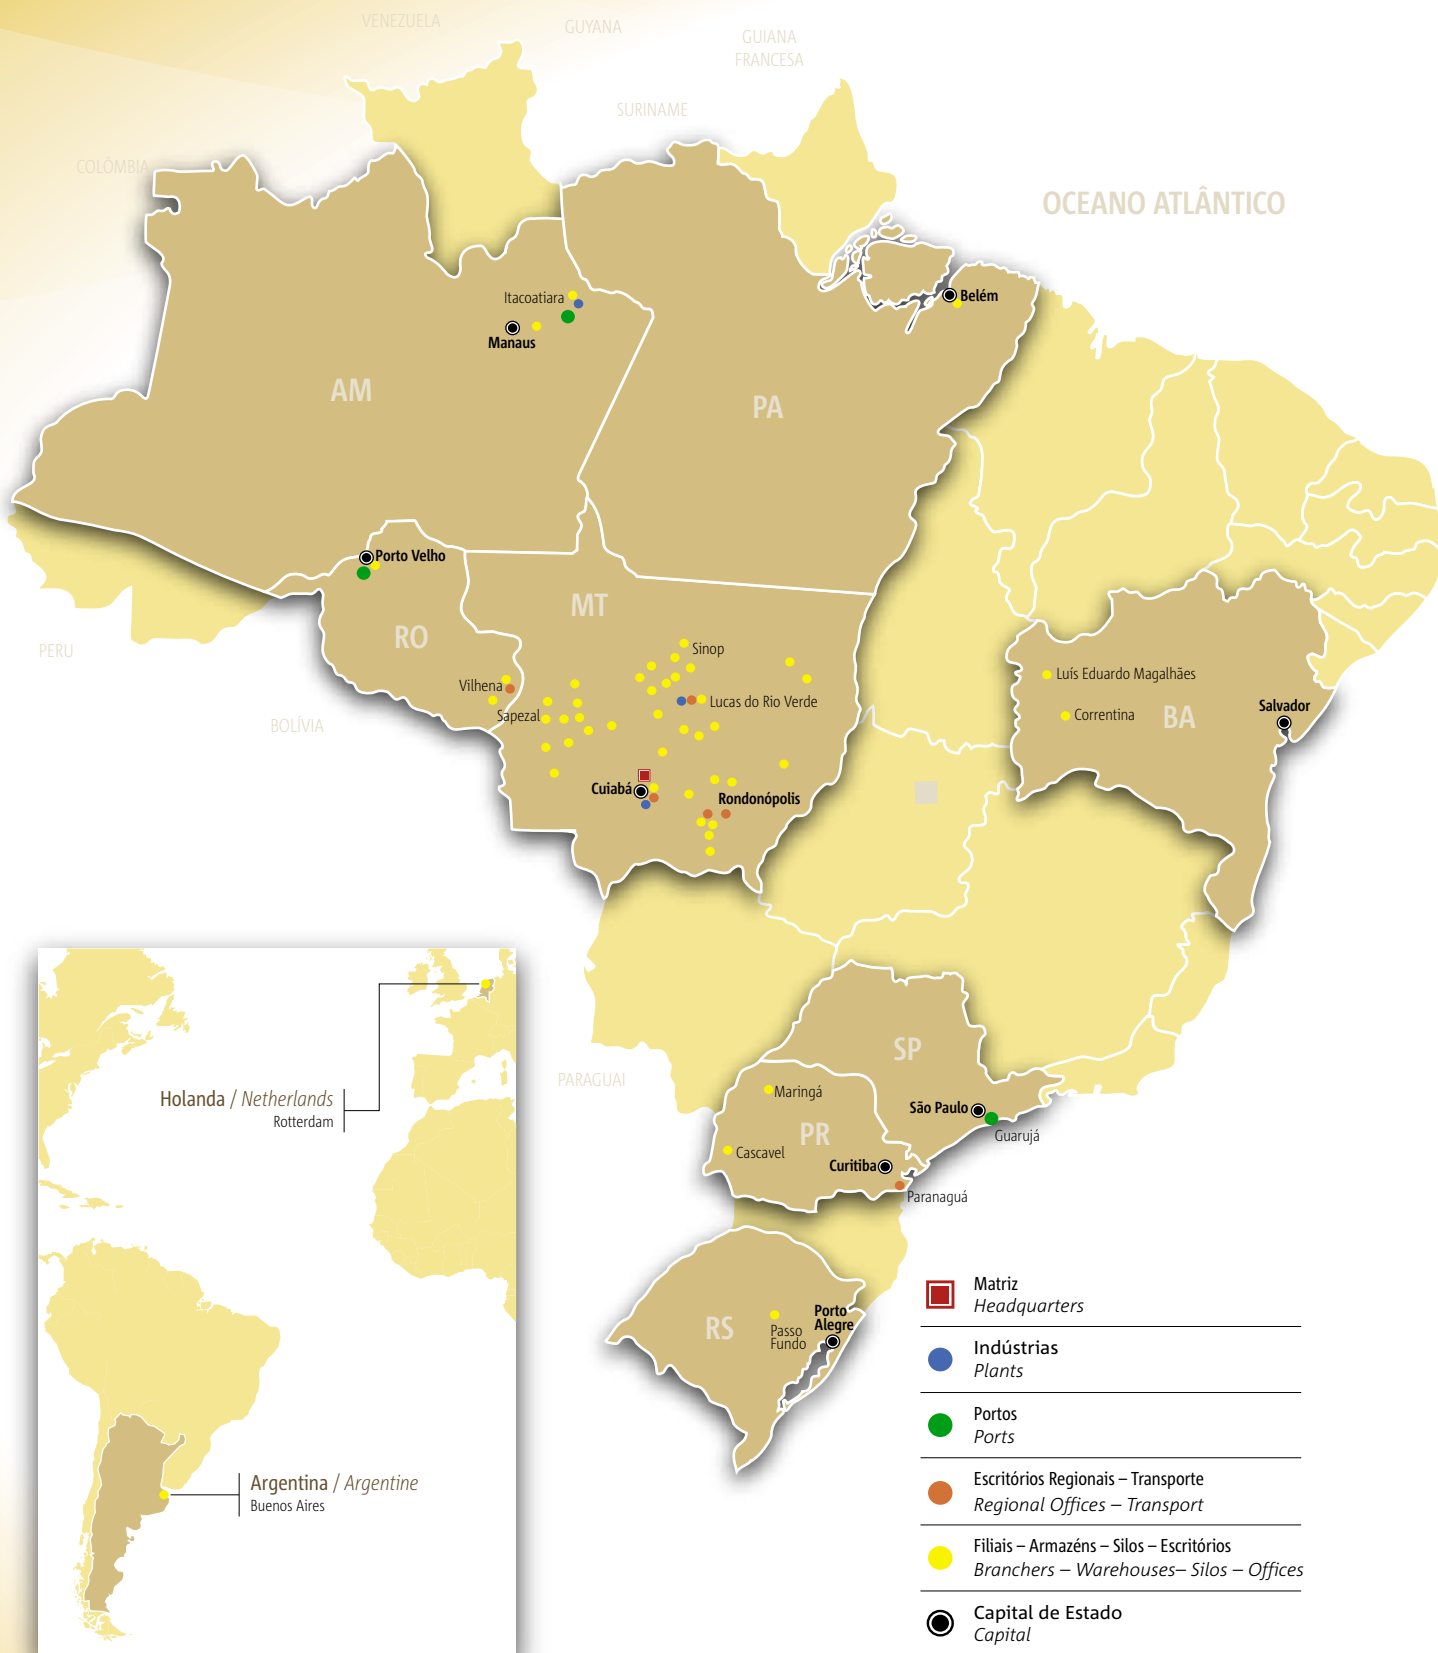 VENEZUELA
GUYANA
GUIANA
FRANCESA
SURINAME
COLÔMBIA
OCEANO ATLÂNTICO
Itacoatiara
Manaus
Belém
AM
PA
Porto Velho
MT
RO
PERU
Sinop
Vilhena
Sapezal
Lucas do Rio Verde
BOLÍVIA
Luís Eduardo Magalhães
Correntina
BA
Salvador
Cuiabá
Rondonópolis
SP
PARAGUAI
Maringá
São Paulo
Guarujá
PR
Cascavel
Curitiba
Paranaguá
RS
Passo
Fundo
Porto
Alegre
Holanda / Netherlands
Rotterdam
Argentina / Argentine
Buenos Aires
Matriz
Headquarters
Indústrias
Plants
Portos
Ports
Escritórios Regionais – Transporte
Regional Offices – Transport
Filiais – Armazéns – Silos – Escritórios
Branchers – Warehouses– Silos – Offices
Capital de Estado
Capital